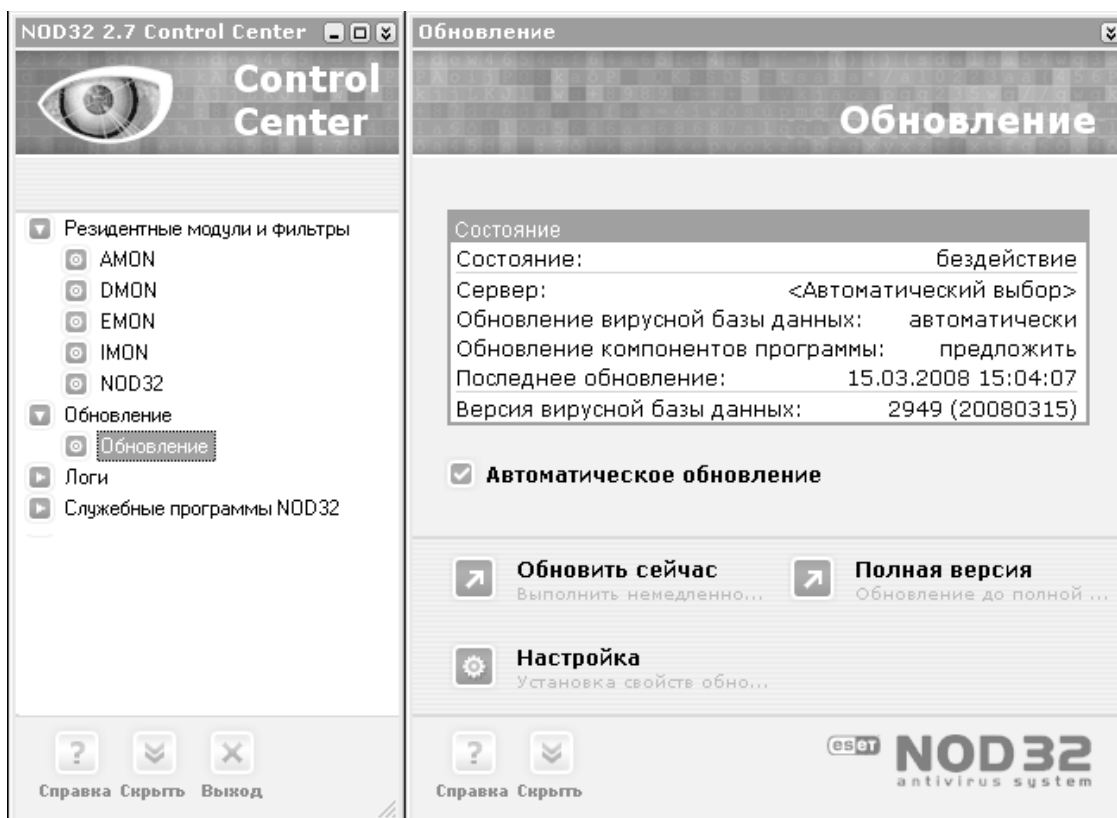 NOD32 2.7 Control Center
Control
Center
Резидентные модули и фильтры
AMON
DMON
EMON
IMON
NOD32
Обновление
Обновление
Логи
Служебные программы NOD32
Справка Скрыть Выход
Обновление
Обновление
Состояние
Состояние: бездействие
Сервер: <Автоматический выбор>
Обновление вирусной базы данных: автоматически
Обновление компонентов программы: предложить
Последнее обновление: 15.03.2008 15:04:07
Версия вирусной базы данных: 2949 (20080315)
Автоматическое обновление
Обновить сейчас
Выполнить немедленно...
Полная версия
Обновление до полной ...
Настройка
Установка свойств обно...
Справка Скрыть
eset NOD32
antivirus system